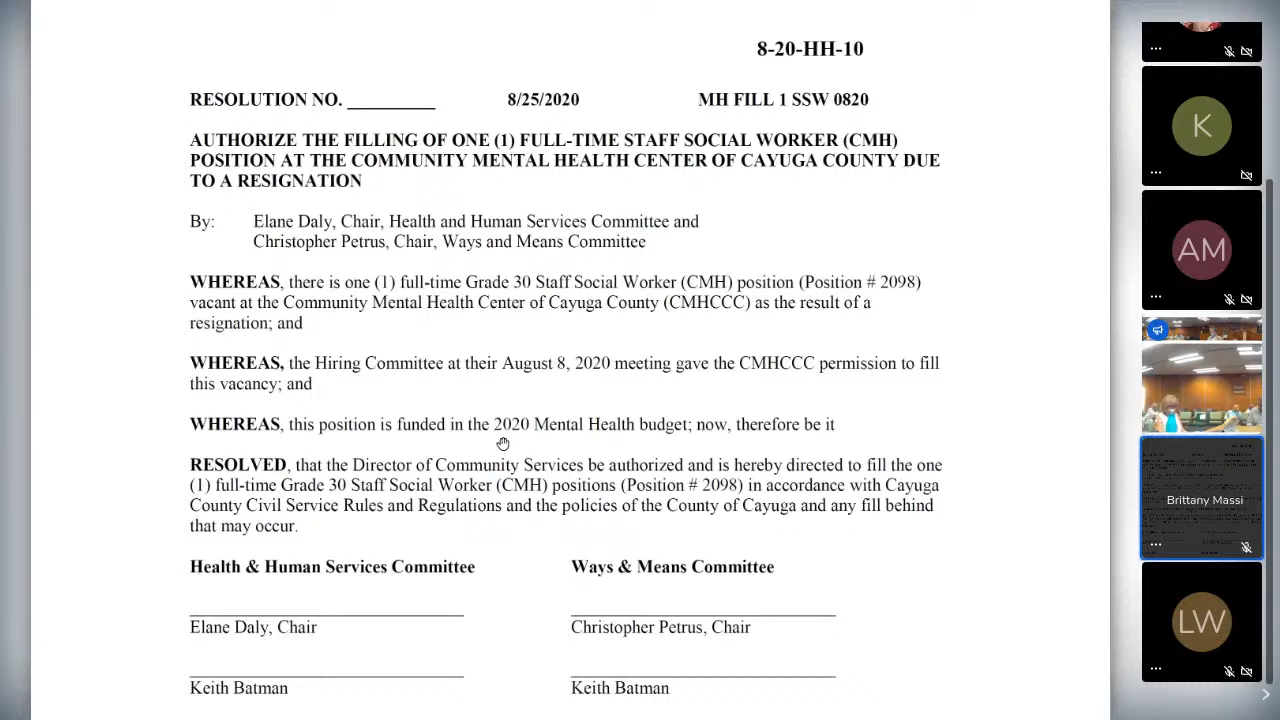 8-20-HH-10
RESOLUTION NO. __________ 8/25/2020 MH FILL 1 SSW 0820
AUTHORIZE THE FILLING OF ONE (1) FULL-TIME STAFF SOCIAL WORKER (CMH)
POSITION AT THE COMMUNITY MENTAL HEALTH CENTER OF CAYUGA COUNTY DUE
TO A RESIGNATION
By: Elane Daly, Chair, Health and Human Services Committee and
Christopher Petrus, Chair, Ways and Means Committee
WHEREAS, there is one (1) full-time Grade 30 Staff Social Worker (CMH) position (Position # 2098)
vacant at the Community Mental Health Center of Cayuga County (CMHCCC) as the result of a
resignation; and
WHEREAS, the Hiring Committee at their August 8, 2020 meeting gave the CMHCCC permission to fill
this vacancy; and
WHEREAS, this position is funded in the 2020 Mental Health budget; now, therefore be it
RESOLVED, that the Director of Community Services be authorized and is hereby directed to fill the one
(1) full-time Grade 30 Staff Social Worker (CMH) positions (Position # 2098) in accordance with Cayuga
County Civil Service Rules and Regulations and the policies of the County of Cayuga and any fill behind
that may occur.
Health & Human Services Committee Ways & Means Committee
Elane Daly, Chair Christopher Petrus, Chair
Keith Batman Keith Batman
K
AM
Brittany Massi
LW